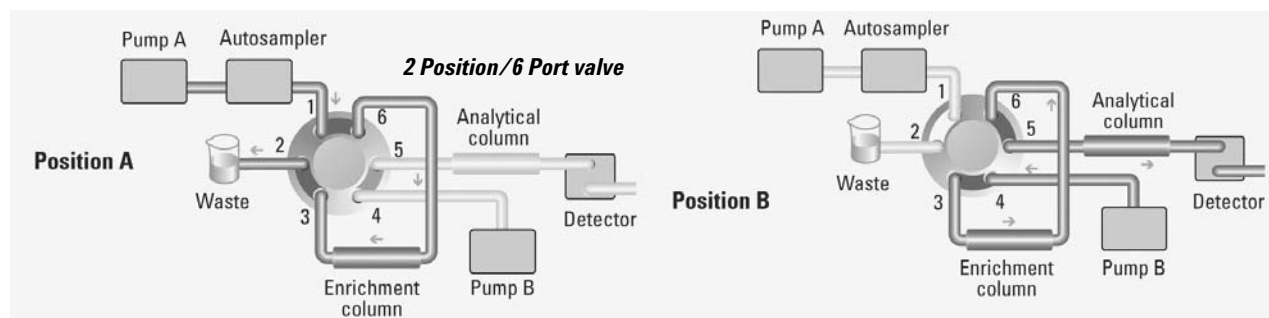 Pump A Autosampler
2 Position/6 Port valve
1
6
Analytical
column
2
5
Position A
Waste
3
4
Detector
Enrichment
column
Pump B
Pump A Autosampler
1
6
Analytical
column
2
5
Waste
Position B
3
4
Detector
Enrichment
column
Pump B